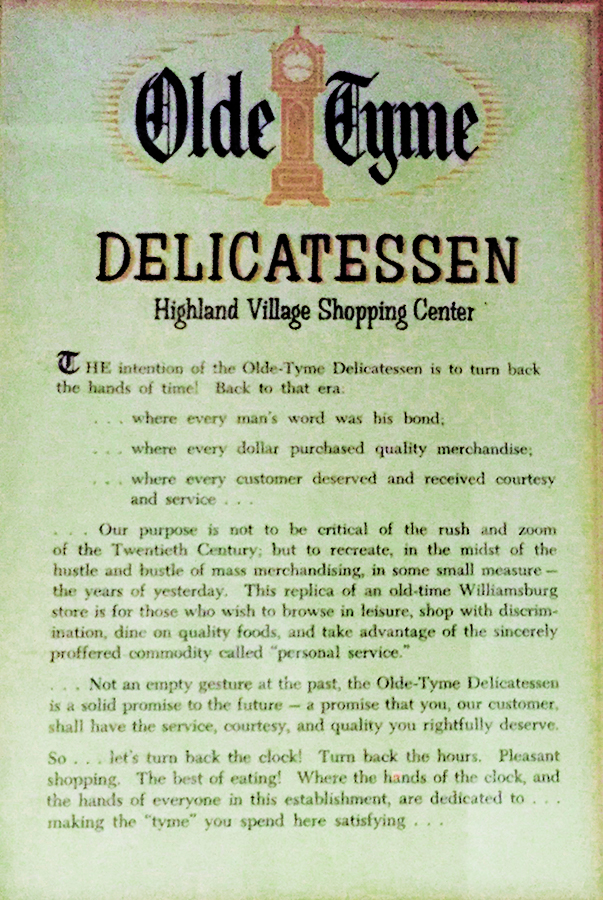 Olde Tyme
DELICATESSEN
Highland Village Shopping Center
THE intention of the Olde-Tyme Delicatessen is to turn back
the hands of time! Back to that era.
. . . where every man's word was his bond;
. . . where every dollar purchased quality merchandise;
. . . where every customer deserved and received courtesy
and service . . .
. . . Our purpose is not to be critical of the rush and zoom
of the Twentieth Century; but to recreate, in the midst of the
hustle and bustle of mass merchandising, in some small measure —
the years of yesterday. This replica of an old-time Williamsburg
store is for those who wish to browse in leisure, shop with discrim-
ination, dine on quality foods, and take advantage of the sincerely
proffered commodity called "personal service."
. . . Not an empty gesture at the past, the Olde-Tyme Delicatessen
is a solid promise to the future — a promise that you, our customer,
shall have the service, courtesy, and quality you rightfully deserve.
So . . . let's turn back the clock! Turn back the hours. Pleasant
shopping. The best of eating! Where the hands of the clock, and
the hands of everyone in this establishment, are dedicated to . . .
making the "tyme" you spend here satisfying . . .